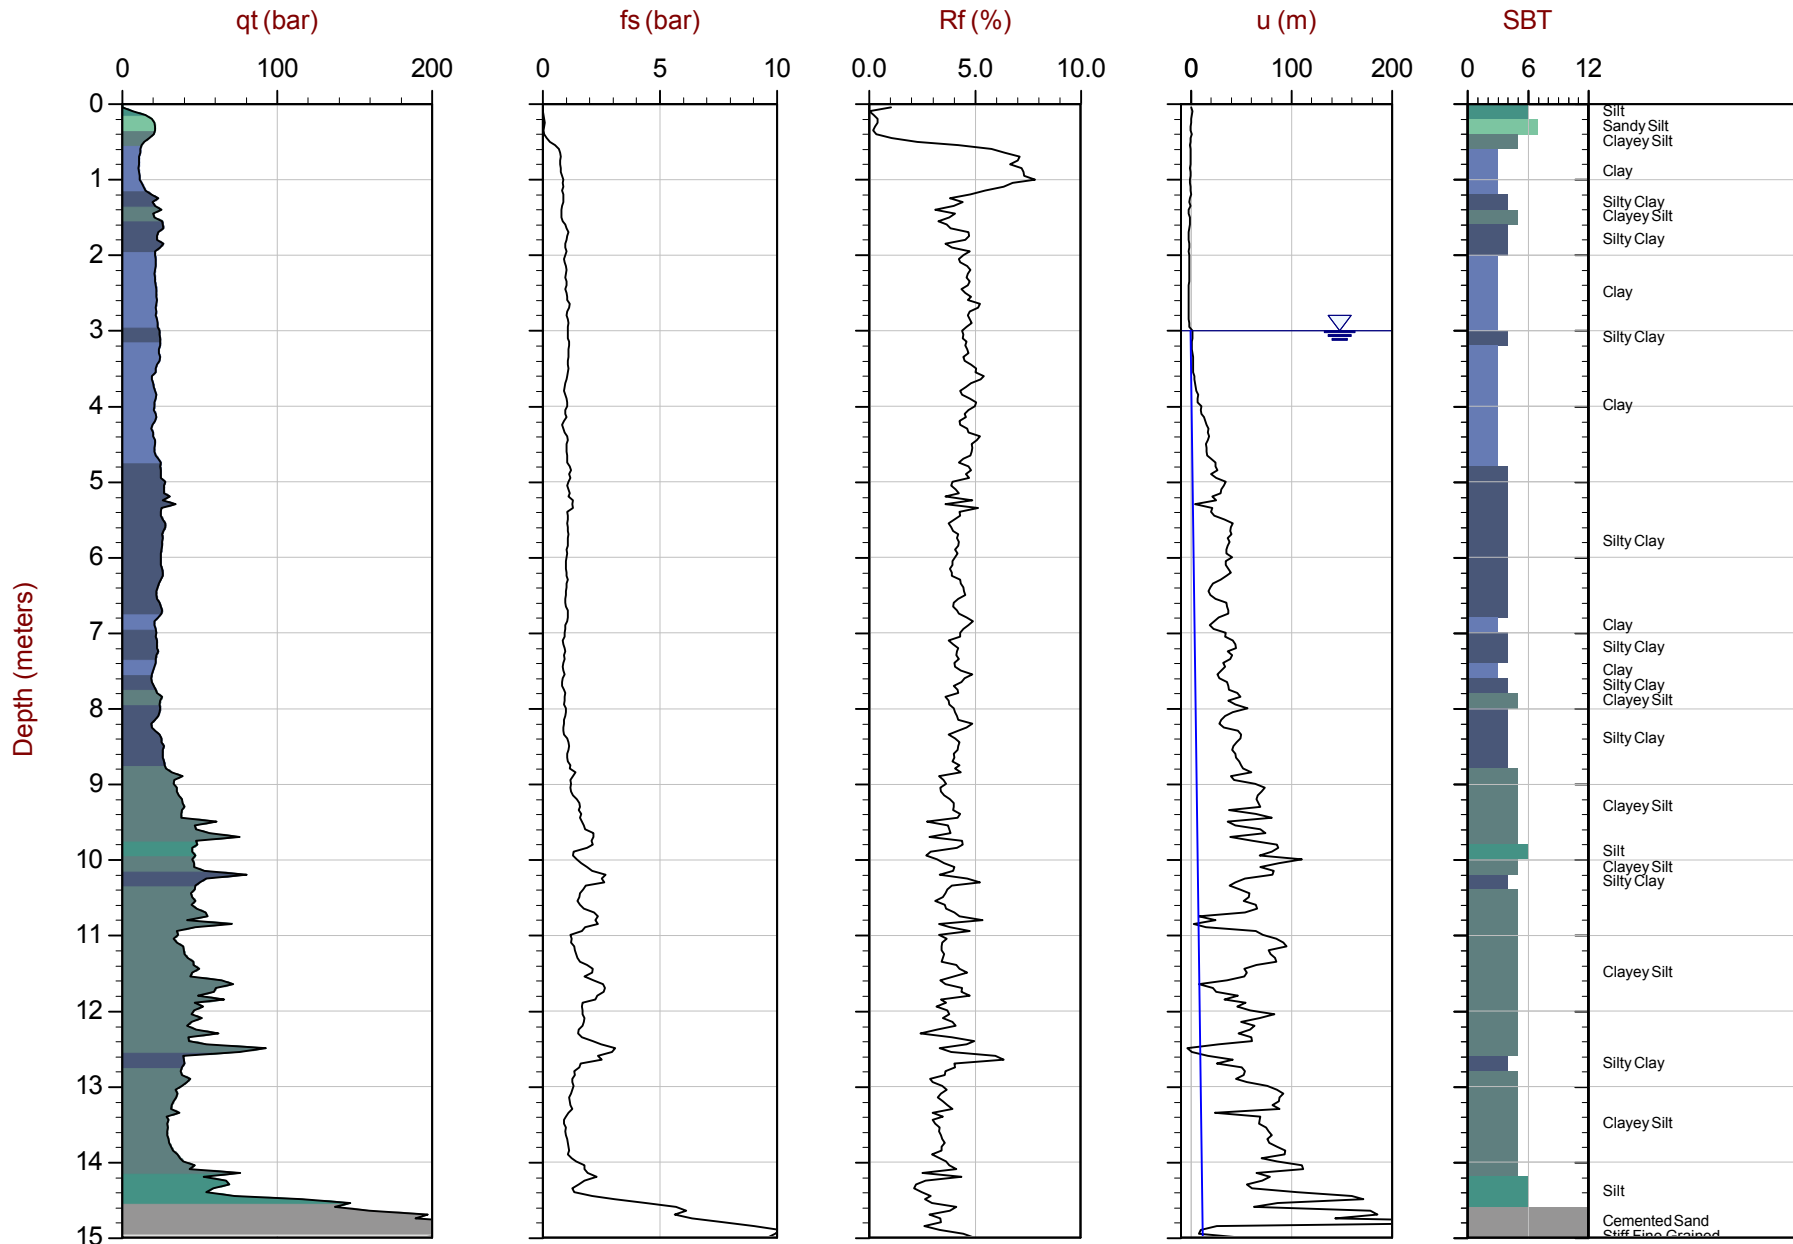 qt (bar) fs (bar) Rf (%) u (m) SBT
0 100 200 0 5 10 0.0 5.0 10.0 0 100 200 0 6 12
0
Silt
Sandy Silt
Clayey Silt
Clay
1
Silty Clay
Clayey Silt
Silty Clay
2
Clay
3
Silty Clay
4
Clay
5
Silty Clay
6
Clay
7
Silty Clay
Clay
Silty Clay
Clayey Silt
8
Silty Clay
9
Clayey Silt
Silt
10
Clayey Silt
Silty Clay
11
Clayey Silt
12
Silty Clay
13
Clayey Silt
14
Silt
Cemented Sand
15
Stiff Fine Grained
Depth (meters)